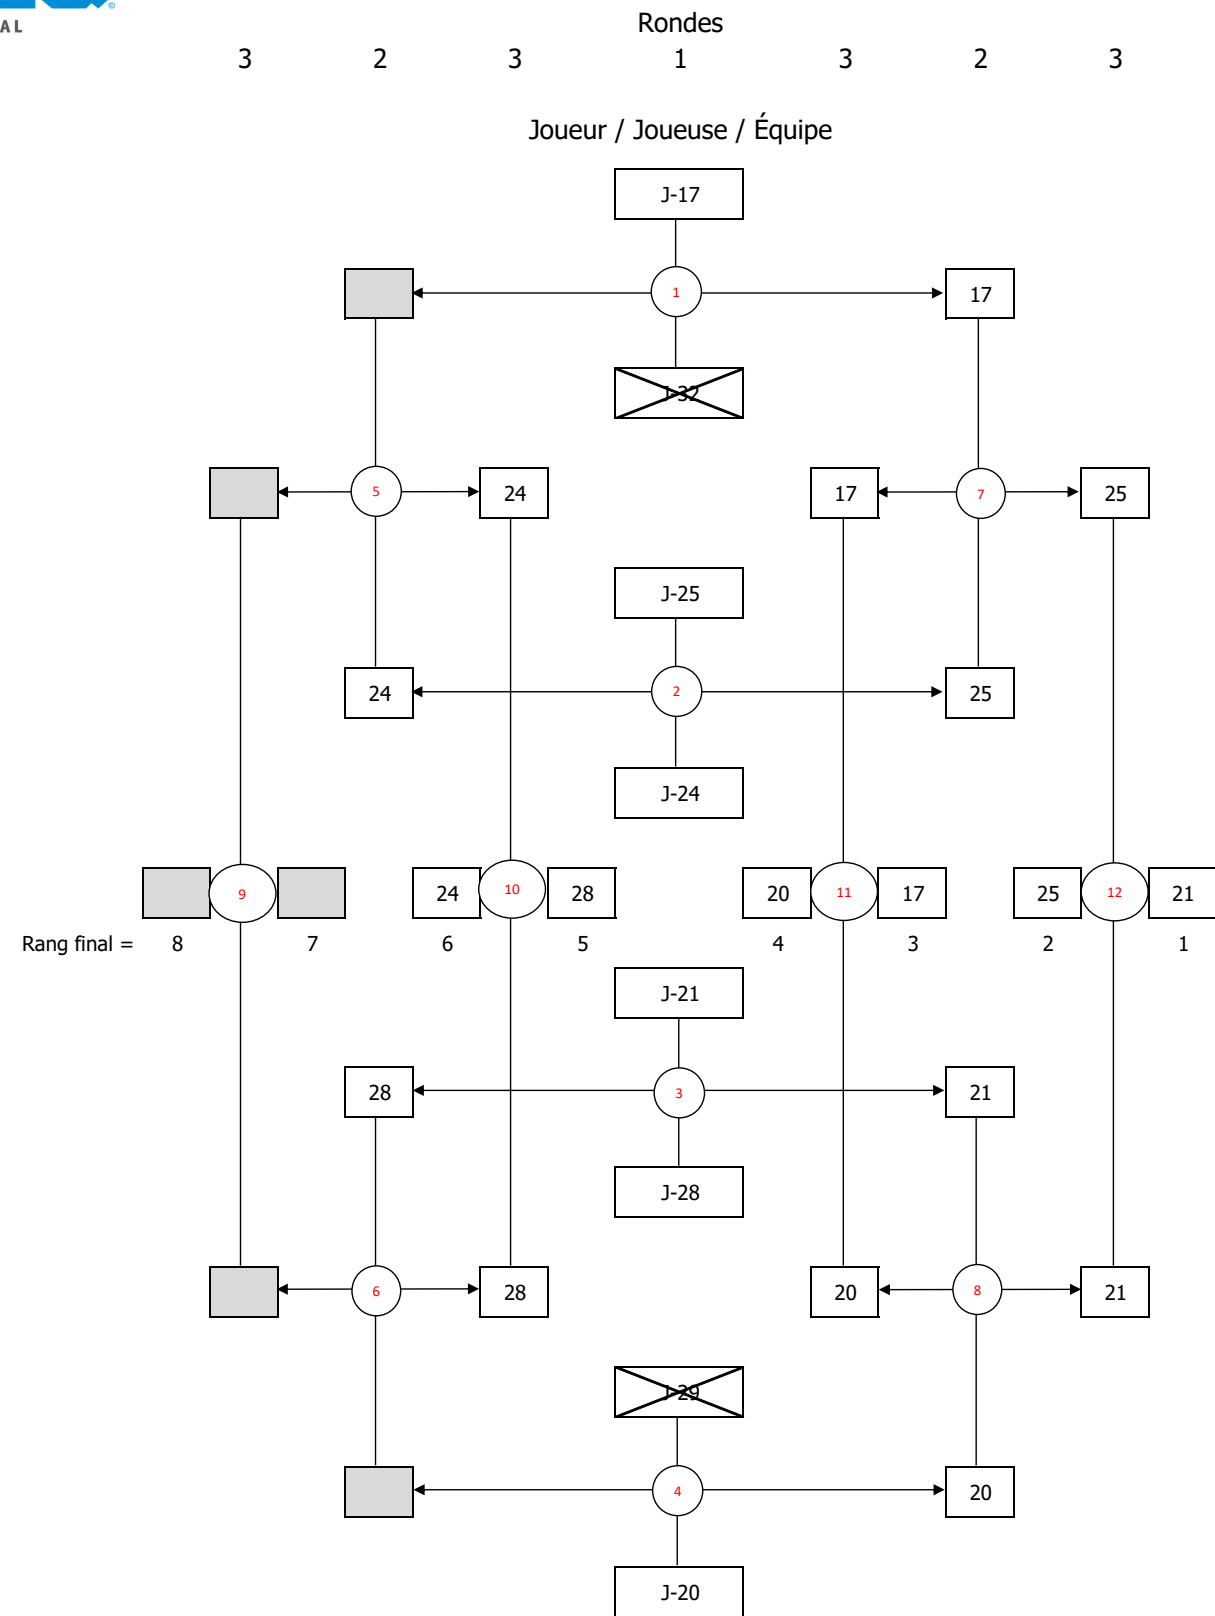 AL
Rondes
3 2 3 1 3 2 3
Joueur / Joueuse / Équipe
J-17
1 17
J-32
5 24 17 7 25
J-25
24 2 25
J-24
9 24 10 28 20 11 17 25 12 21
Rang final = 8 7 6 5 4 3 2 1
J-21
28 3 21
J-28
6 28 20 8 21
J-29
4 20
J-20